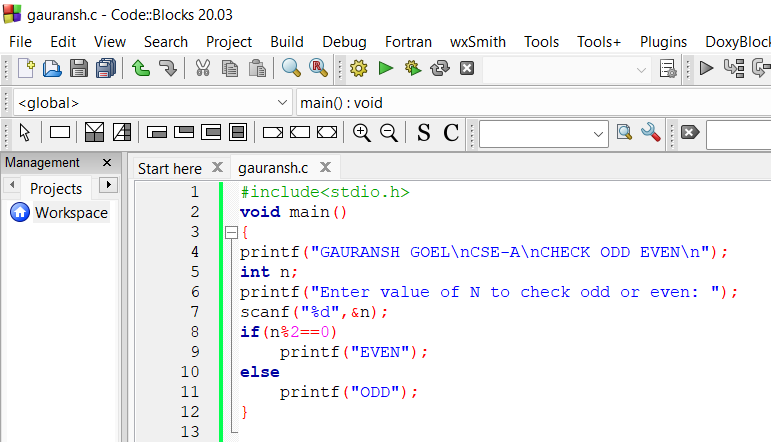 gauransh.c - Code::Blocks 20.03
File Edit View Search Project Build Debug Fortran wxSmith Tools Tools+ Plugins DoxyBlock
<global> main() : void
S C
Management
Start here gauransh.c
Projects
Workspace
1 #include<stdio.h>
2 void main()
3 {
4 printf("GAURANSH GOEL\nCSE-A\nCHECK ODD EVEN\n");
5 int n;
6 printf("Enter value of N to check odd or even: ");
7 scanf("%d",&n);
8 if(n%2==0)
9 printf("EVEN");
10 else
11 printf("ODD");
12 }
13